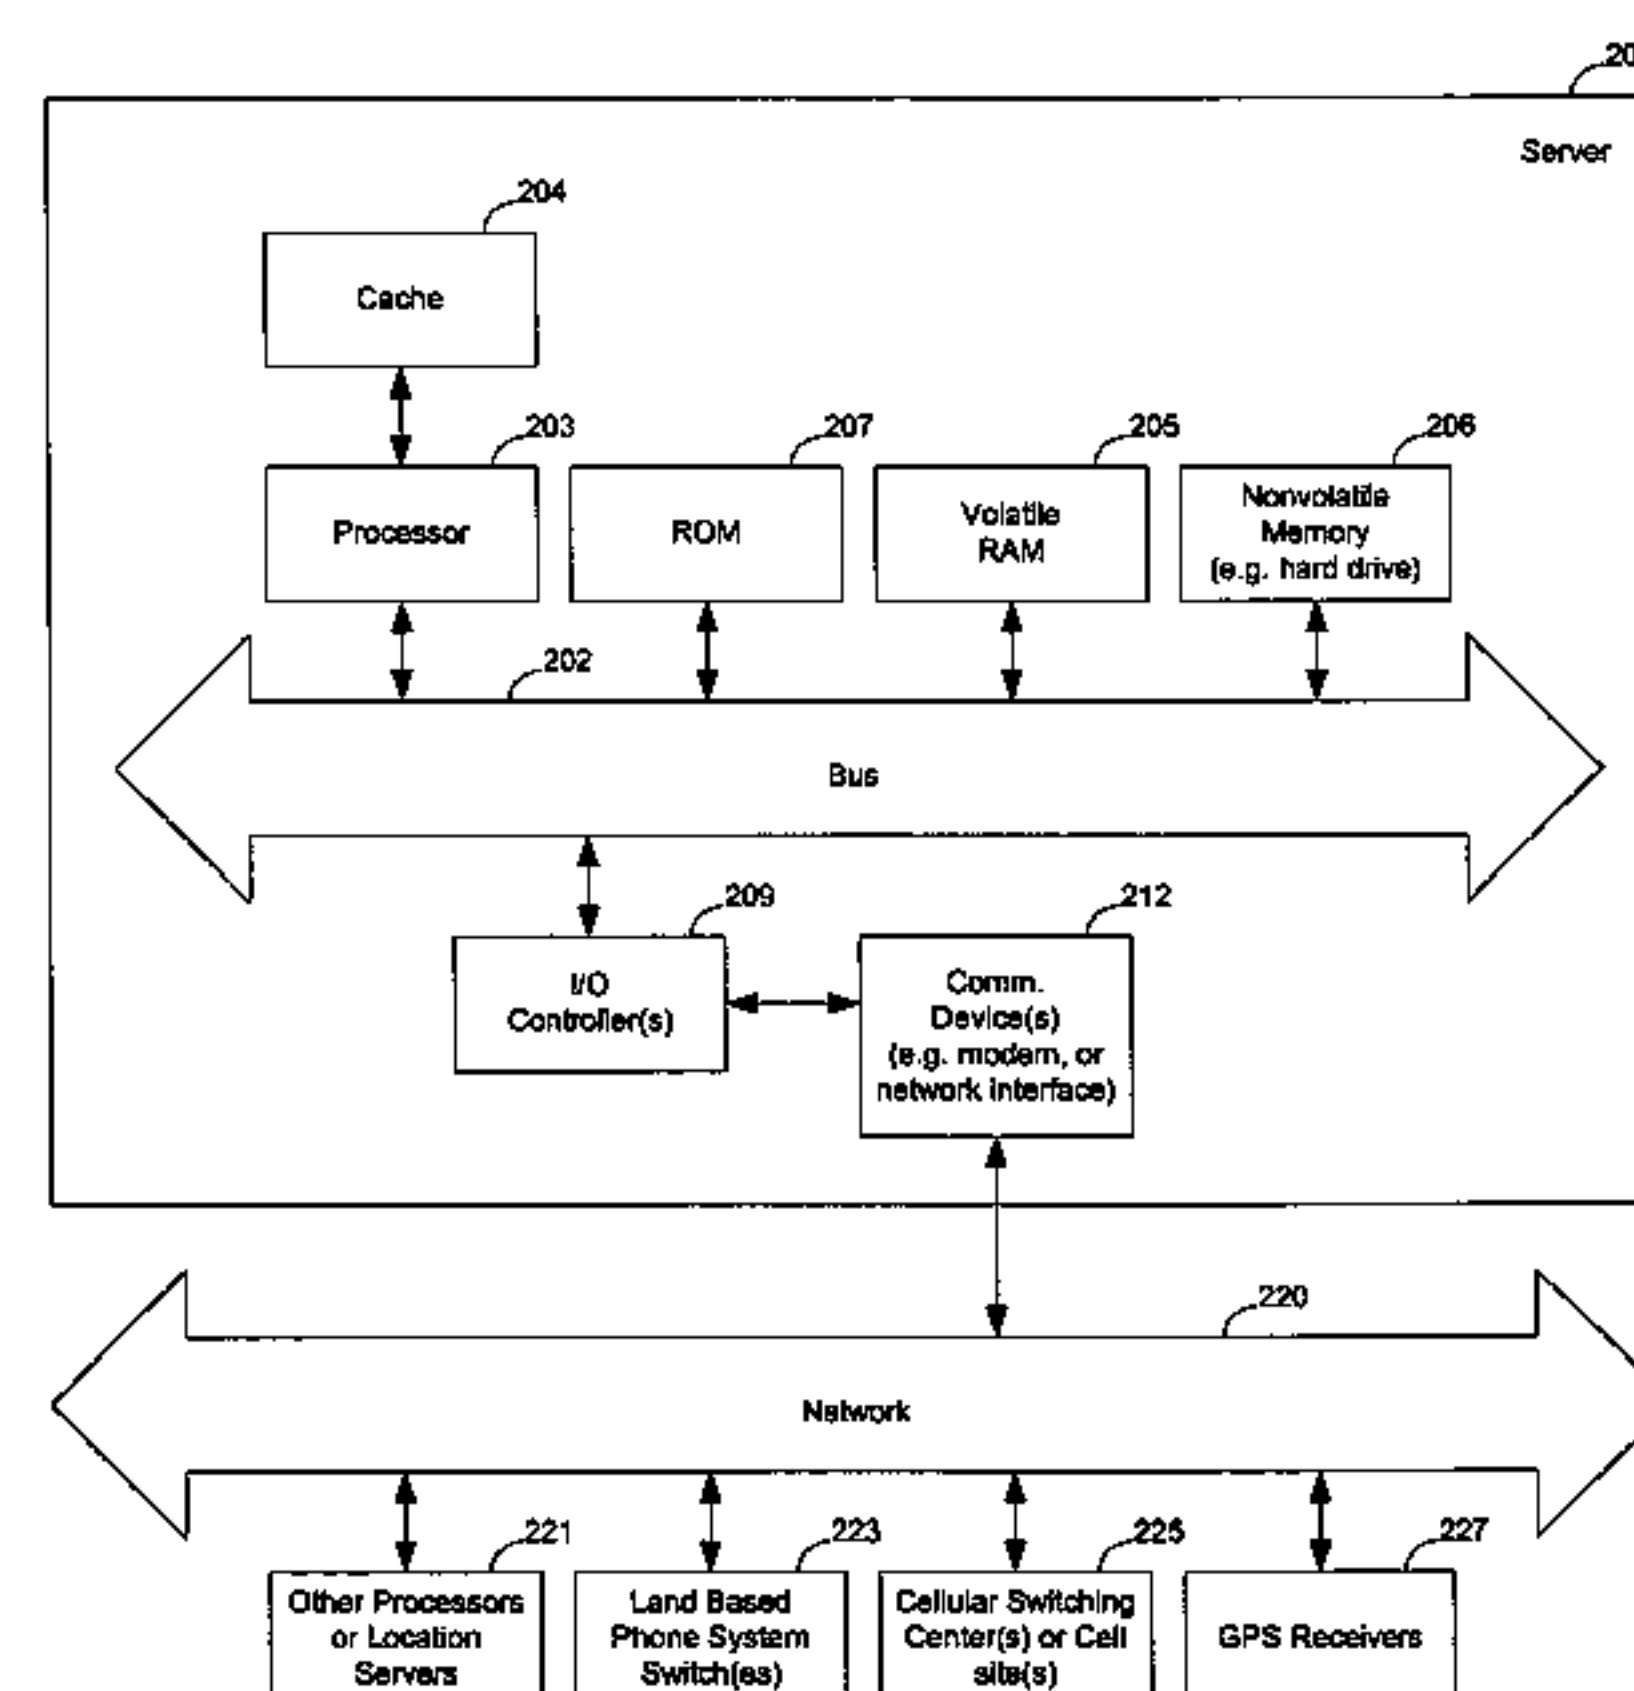 Server
204
Cache
203
207
205
206
Processor
ROM
Volatile
RAM
Nonvolatile
Memory
(e.g. hard drive)
202
Bus
209
212
I/O
Controller(s)
Comm.
Device(s)
(e.g. modem, or
network interface)
220
Network
221
223
225
227
Other Processors
or Location
Servers
Land Based
Phone System
Switch(es)
Cellular Switching
Center(s) or Cell
site(s)
GPS Receivers